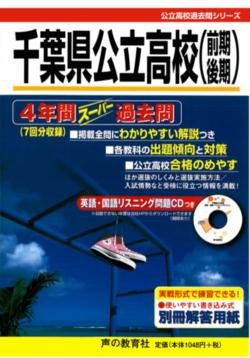 公立高校過去問シリーズ
千葉県公立高校(前期後期)
4年間スーパー過去問
(7回分収録)
■掲載全問にわかりやすい解説つき
■各教科の出題傾向と対策
■公立高校合格のめやす
ほか選抜のしくみと選抜実施方法/
入試情勢など受検に役立つ情報を満載!
英語・国語リスニング問題CDつき
実戦形式で練習できる!
●使いやすい書き込み式
別冊解答用紙
声の教育社 定価(本体1048円+税)